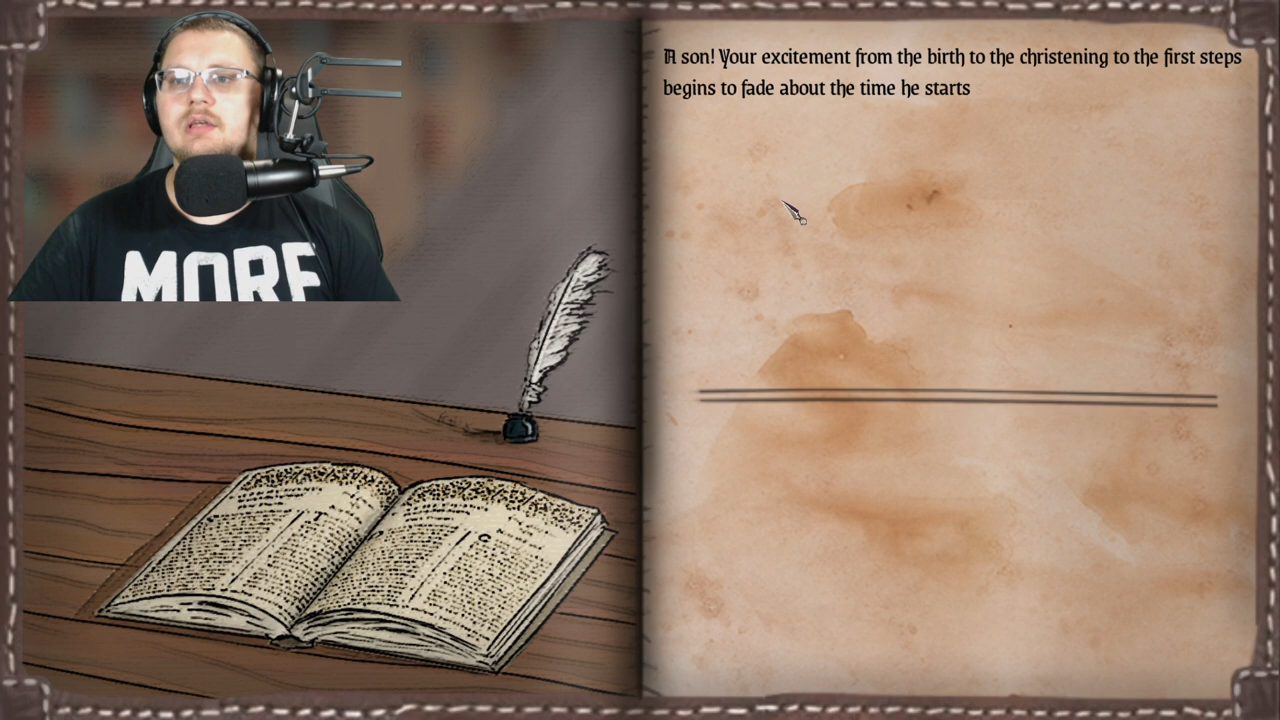 MORE
A son! Your excitement from the birth to the christening to the first steps
begins to fade about the time he starts